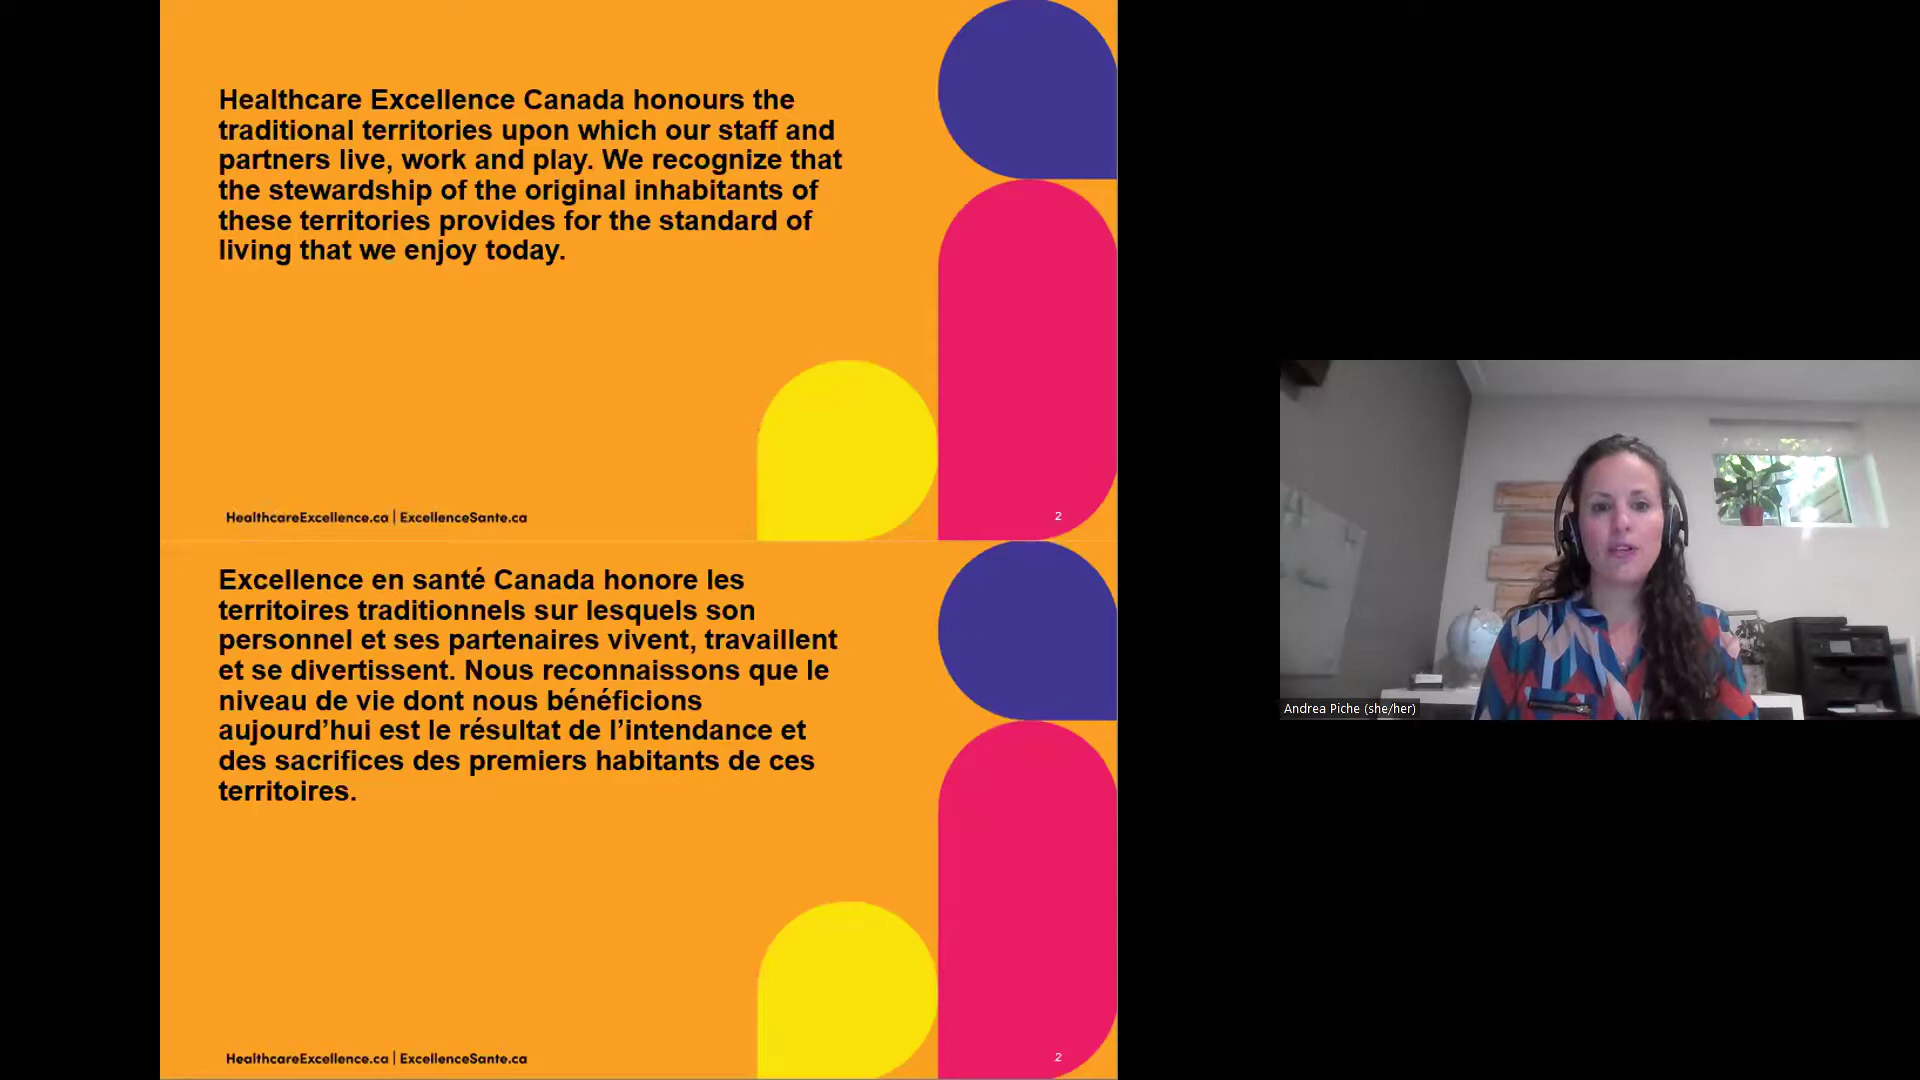 Healthcare Excellence Canada honours the
traditional territories upon which our staff and
partners live, work and play. We recognize that
the stewardship of the original inhabitants of
these territories provides for the standard of
living that we enjoy today.
HealthcareExcellence.ca | ExcellenceSante.ca
2
Excellence en santé Canada honore les
territoires traditionnels sur lesquels son
personnel et ses partenaires vivent, travaillent
et se divertissent. Nous reconnaissons que le
niveau de vie dont nous bénéficions
aujourd’hui est le résultat de l’intendance et
des sacrifices des premiers habitants de ces
territoires.
HealthcareExcellence.ca | ExcellenceSante.ca
2
Andrea Piche (she/her)